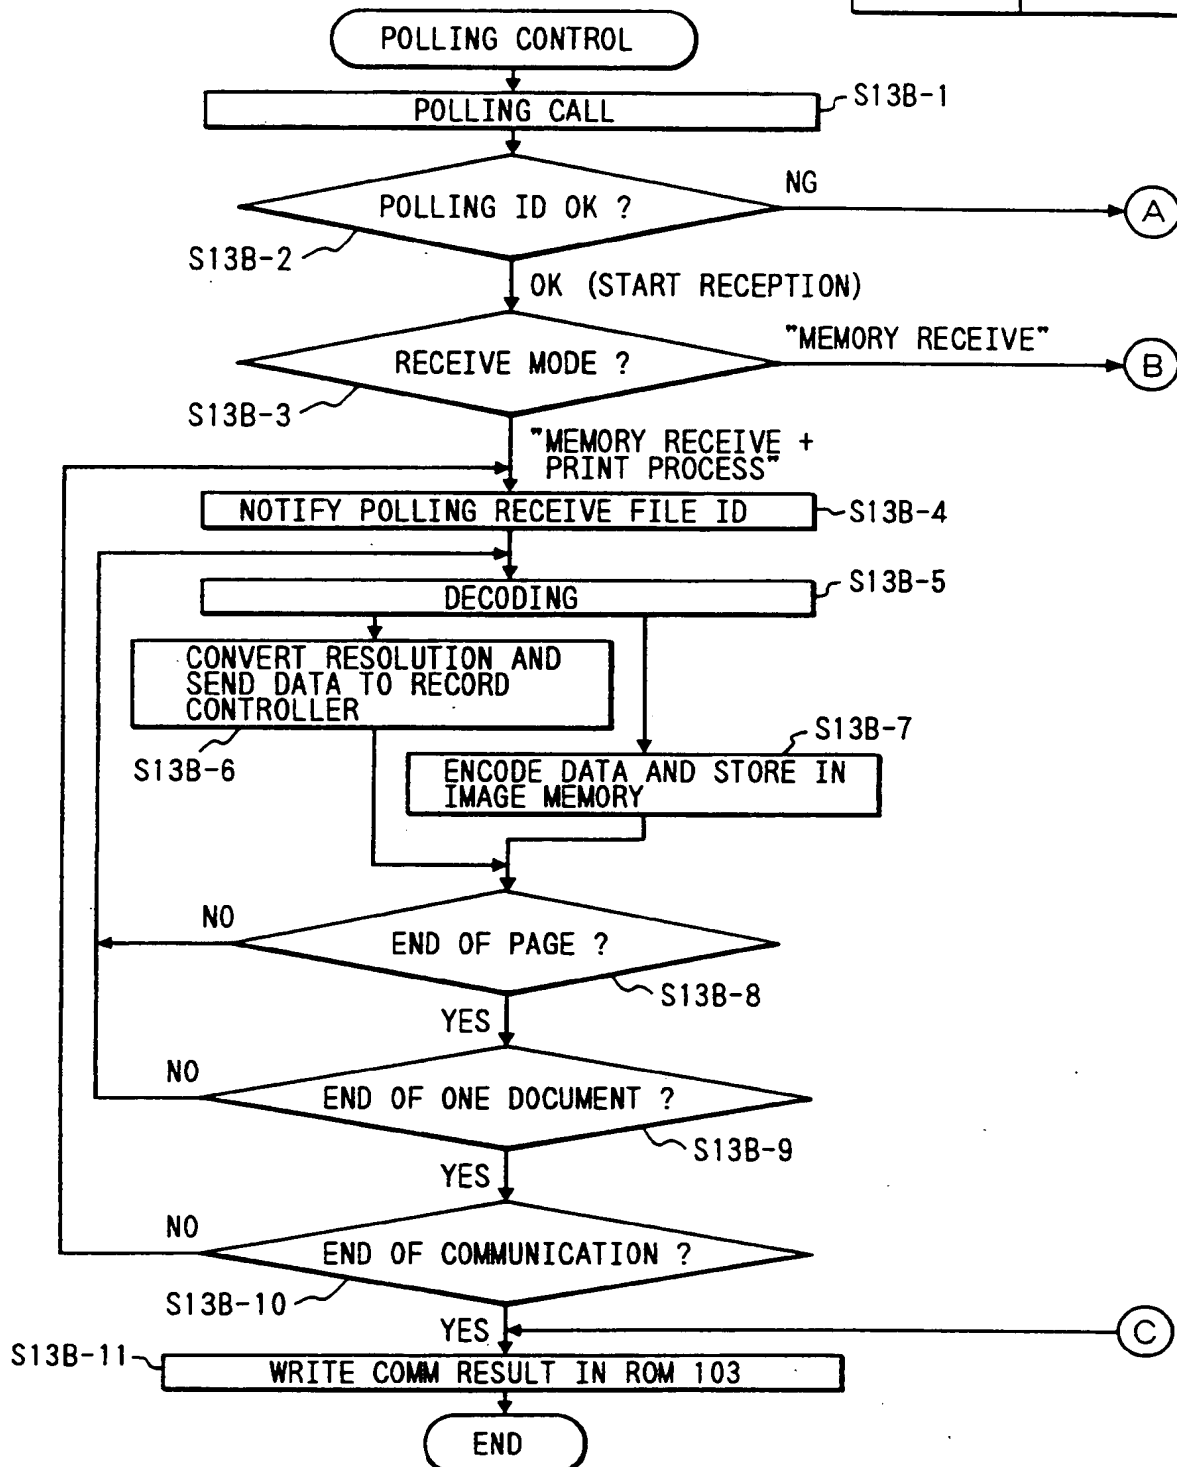 POLLING CONTROL
POLLING CALL
S13B-1
POLLING ID OK ?
NG
A
S13B-2
OK (START RECEPTION)
RECEIVE MODE ?
"MEMORY RECEIVE"
B
S13B-3
"MEMORY RECEIVE +
PRINT PROCESS"
NOTIFY POLLING RECEIVE FILE ID
S13B-4
DECODING
S13B-5
CONVERT RESOLUTION AND
SEND DATA TO RECORD
CONTROLLER
S13B-6
S13B-7
ENCODE DATA AND STORE IN
IMAGE MEMORY
NO
END OF PAGE ?
S13B-8
YES
NO
END OF ONE DOCUMENT ?
S13B-9
YES
NO
END OF COMMUNICATION ?
S13B-10
YES
C
S13B-11
WRITE COMM RESULT IN ROM 103
END